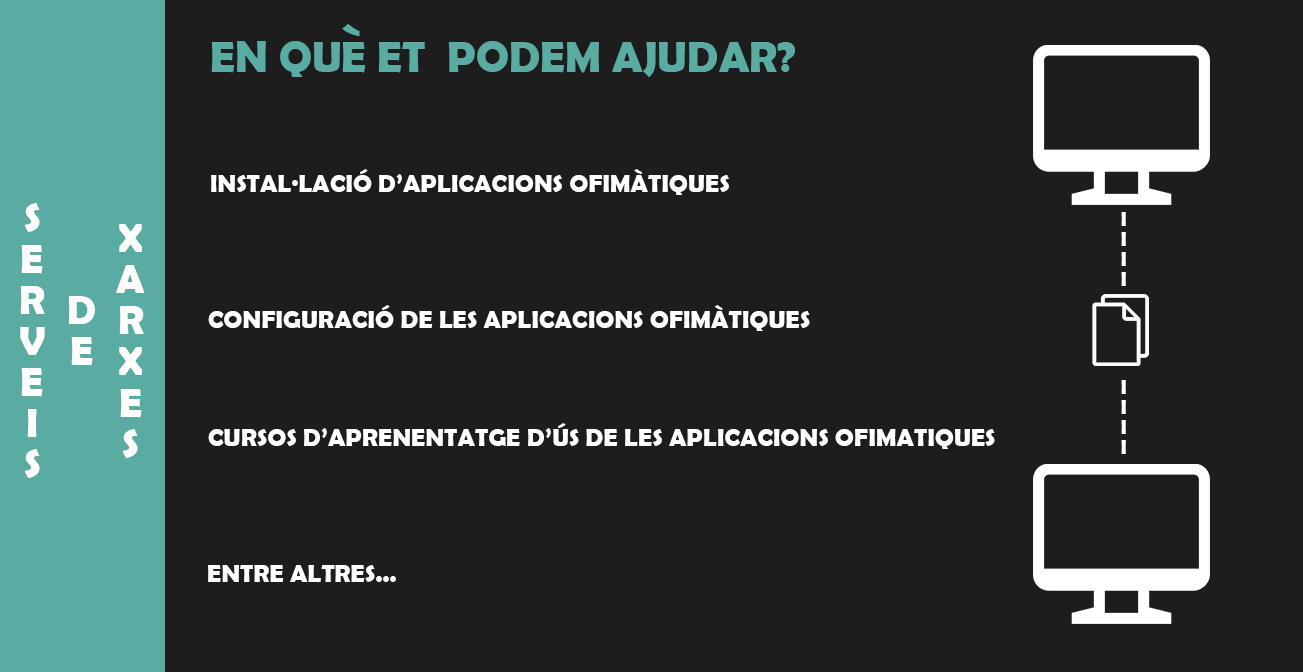 SERVEIS
DE
XARXES
EN QUÈ ET PODEM AJUDAR?
INSTAL·LACIÓ D’APLICACIONS OFIMÀTIQUES
CONFIGURACIÓ DE LES APLICACIONS OFIMÀTIQUES
CURSOS D’APRENENTATGE D’ÚS DE LES APLICACIONS OFIMATIQUES
ENTRE ALTRES...